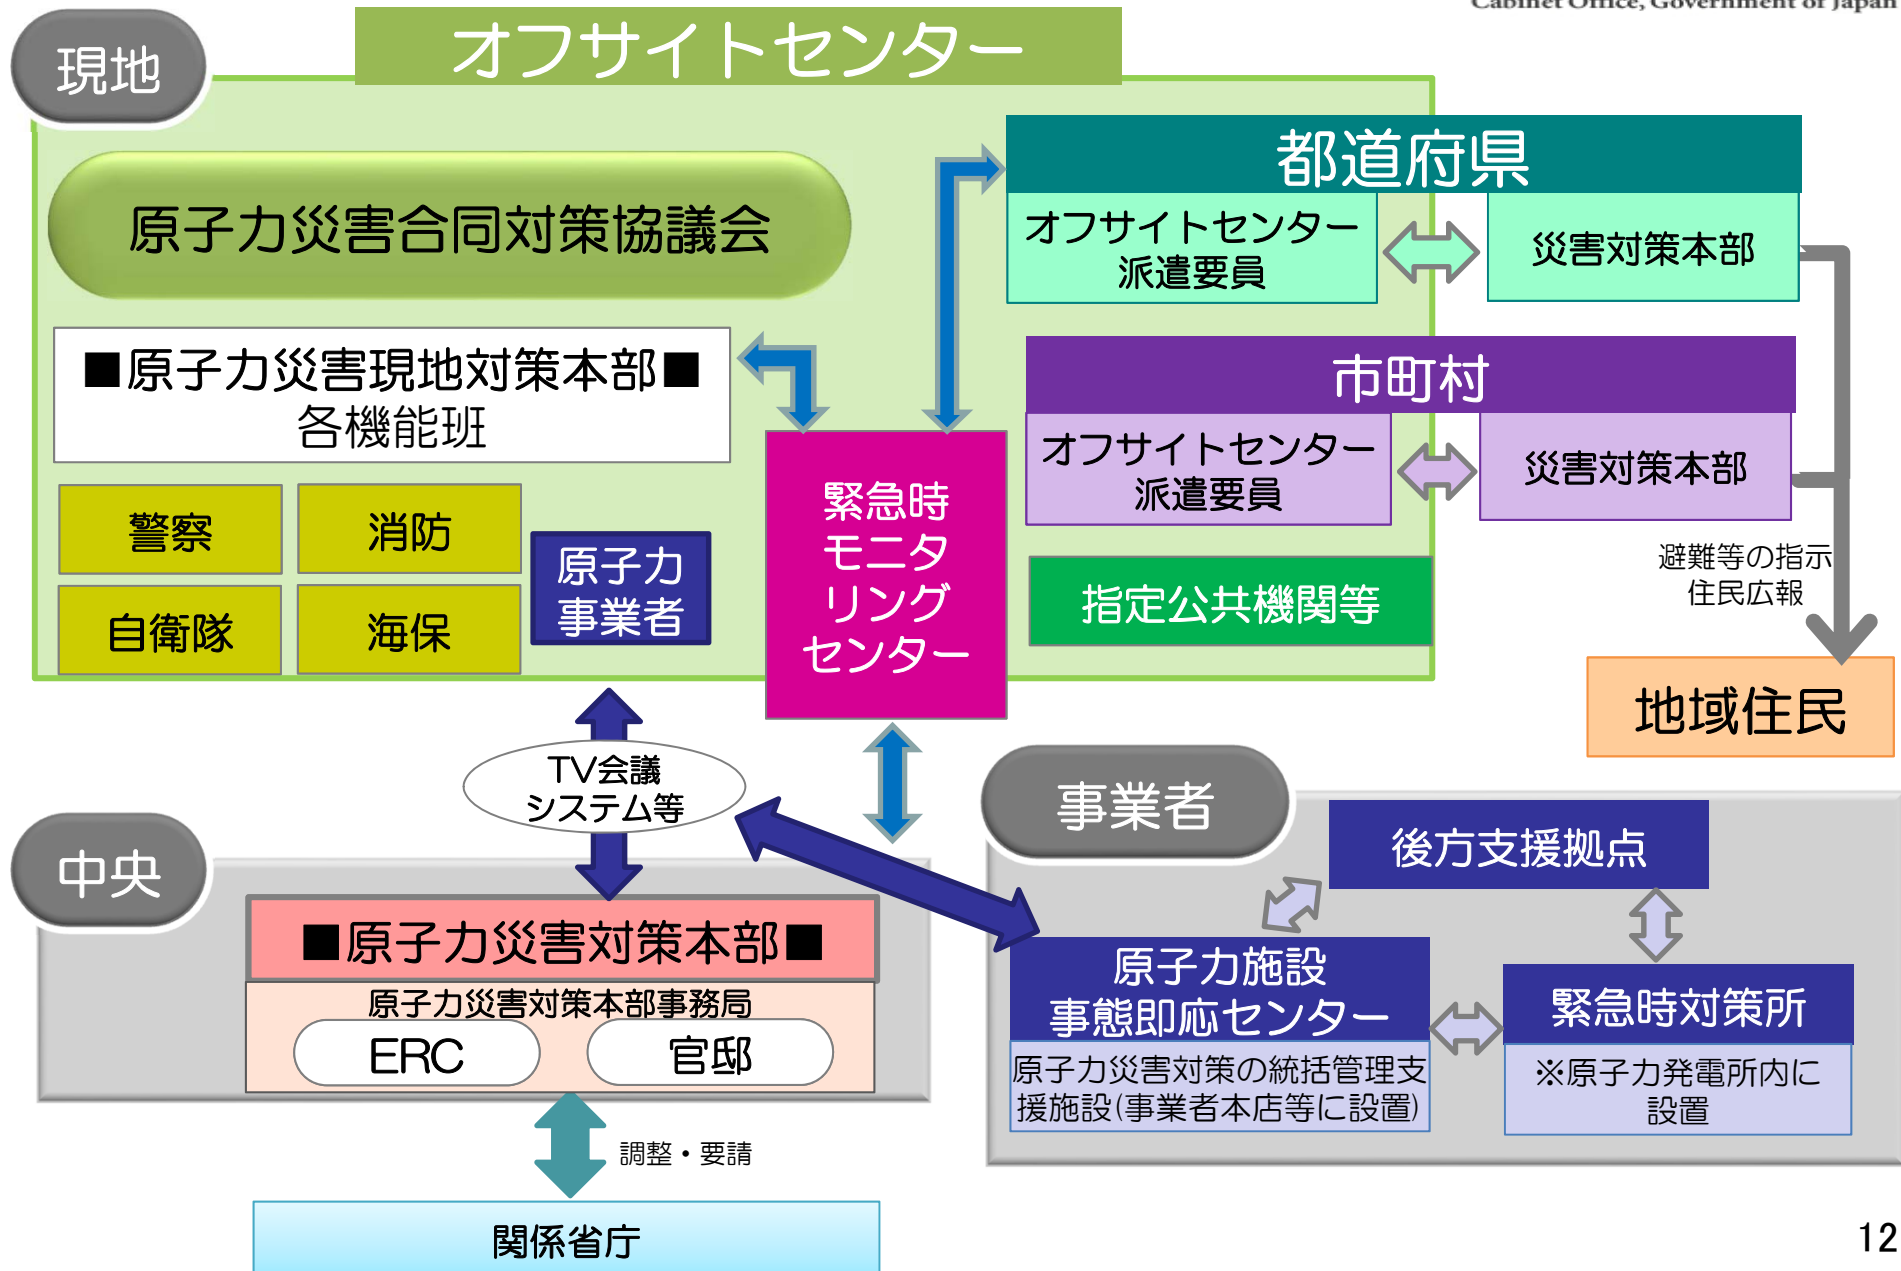 Cabinet Office, Government of Japan
現地
オフサイトセンター
原子力災害合同対策協議会
■原子力災害現地対策本部■
各機能班
警察
消防
自衛隊
海保
原子力
事業者
緊急時
モニタ
リング
センター
都道府県
オフサイトセンター
派遣要員
災害対策本部
市町村
オフサイトセンター
派遣要員
災害対策本部
指定公共機関等
避難等の指示
住民広報
地域住民
TV会議
システム等
中央
■原子力災害対策本部■
原子力災害対策本部事務局
ERC
官邸
調整・要請
関係省庁
事業者
後方支援拠点
原子力施設
事態即応センター
原子力災害対策の統括管理支
援施設(事業者本店等に設置)
緊急時対策所
※原子力発電所内に
設置
12